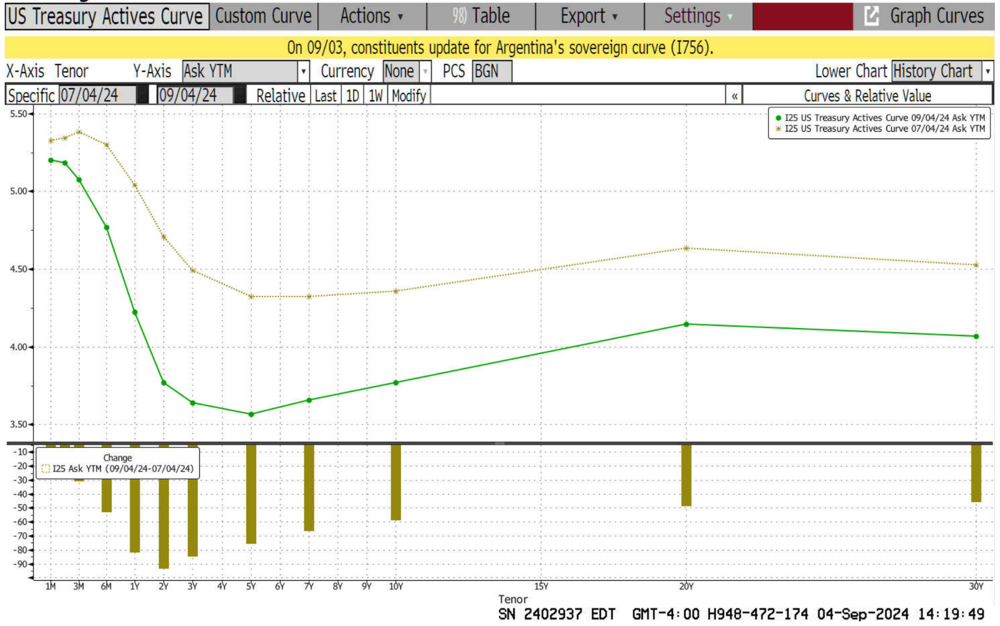 US Treasury Actives Curve Custom Curve Actions 98) Table Export Settings Graph Curves
On 09/03, constituents update for Argentina's sovereign curve (I756).
X-Axis Tenor Y-Axis Ask YTM Currency None PCS BGN Lower Chart History Chart
Specific 07/04/24 09/04/24 Relative Last 1D 1W Modify « Curves & Relative Value
I25 US Treasury Actives Curve 09/04/24 Ask YTM
I25 US Treasury Actives Curve 07/04/24 Ask YTM
5.50
5.00
4.50
4.00
3.50
Change
I25 Ask YTM (09/04/24-07/04/24)
-10
-20
-30
-40
-50
-60
-70
-80
-90
1M 3M 6M 1Y 2Y 3Y 4Y 5Y 6Y 7Y 8Y 9Y 10Y 15Y 20Y 30Y
Tenor
SN 2402937 EDT GMT-4:00 H948-472-174 04-Sep-2024 14:19:49